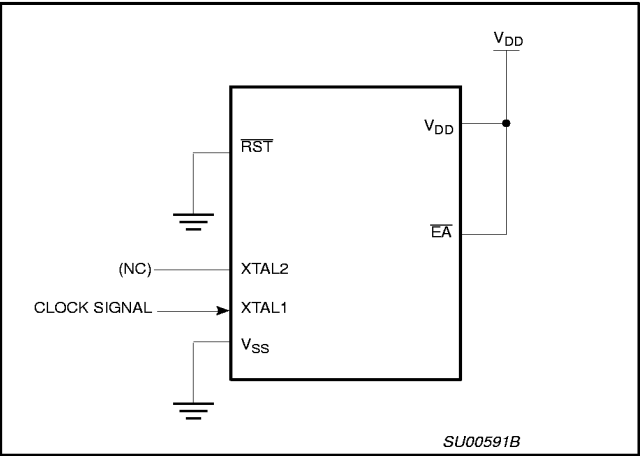 VDD
VDD
RST
EA
(NC) XTAL2
CLOCK SIGNAL XTAL1
VSS
SU00591B